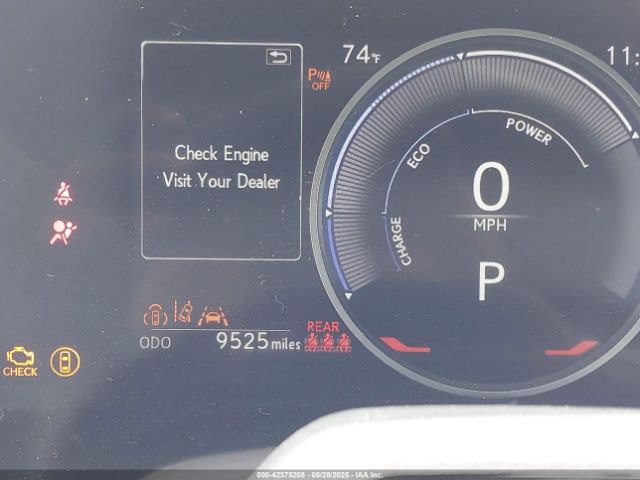 74°F
11:
P
OFF
Check Engine
Visit Your Dealer
ECO
POWER
CHARGE
0
MPH
P
REAR
ODO 9525 miles
CHECK
000-42375208 - 05/28/2025 - IAA Inc.